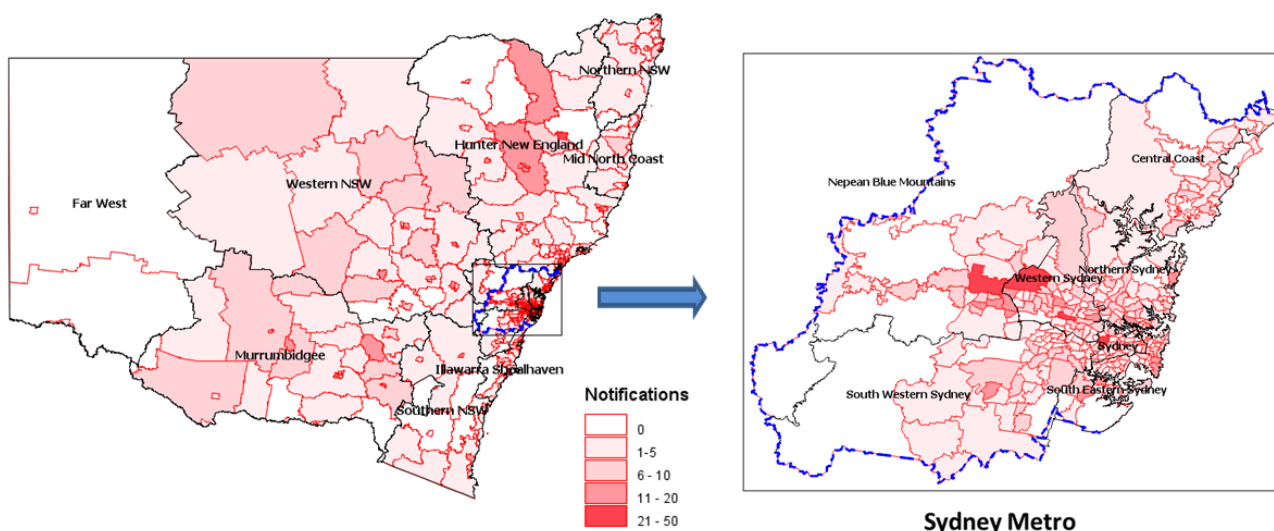 Northern NSW
Hunter New England
Mid North Coast
Western NSW
Far West
Murrumbidgee
Illawarra Shoalhaven
Southern NSW
Notifications
0
1-5
6 - 10
11 - 20
21 - 50
Central Coast
Nepean Blue Mountains
Northern Sydney
Western Sydney
Sydney
South Western Sydney
South Eastern Sydney
Sydney Metro